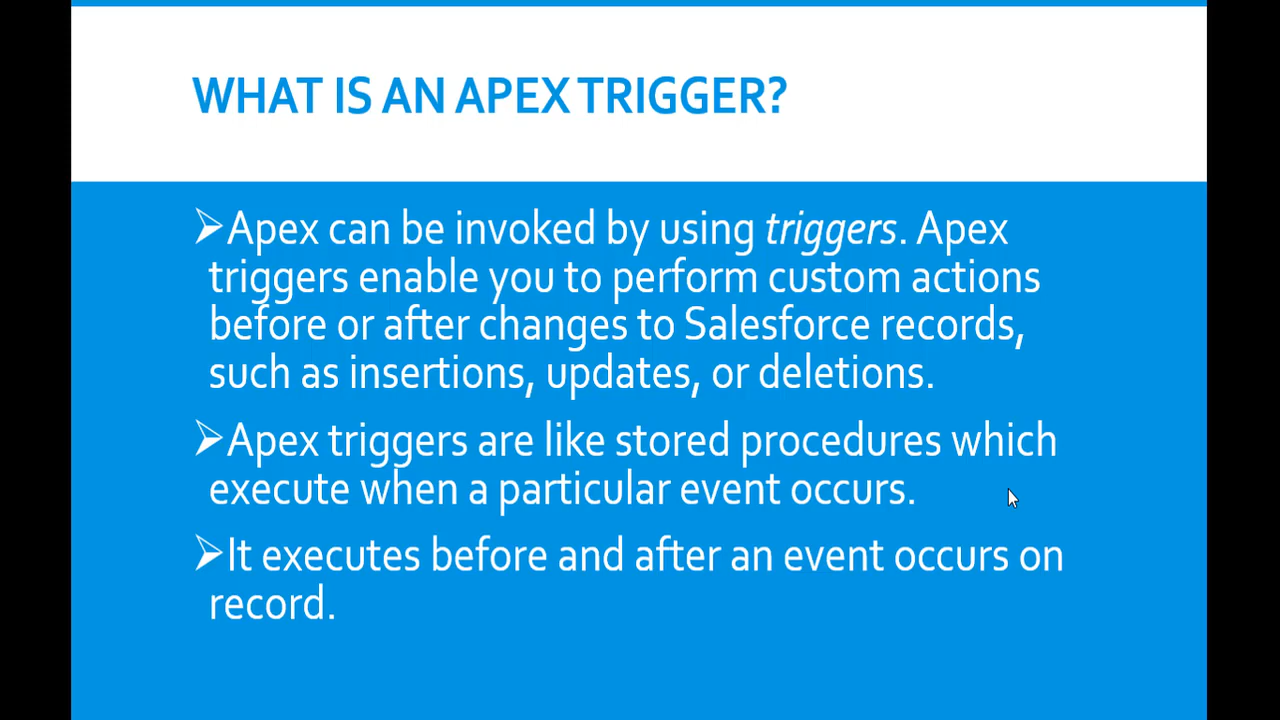 WHAT IS AN APEX TRIGGER?
➢Apex can be invoked by using triggers. Apex
triggers enable you to perform custom actions
before or after changes to Salesforce records,
such as insertions, updates, or deletions.
➢Apex triggers are like stored procedures which
execute when a particular event occurs.
➢It executes before and after an event occurs on
record.